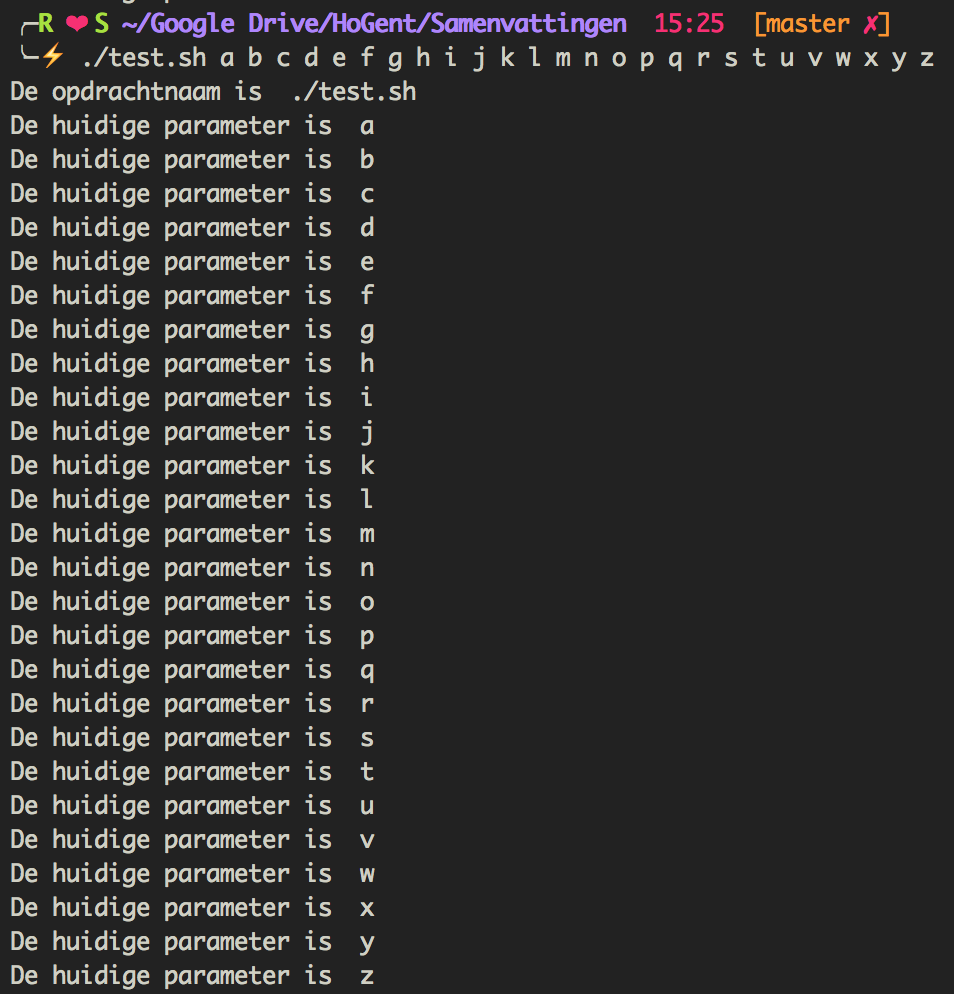 R ❤ S ~/Google Drive/HoGent/Samenvattingen 15:25 [master ✗]
⚡ ./test.sh a b c d e f g h i j k l m n o p q r s t u v w x y z
De opdrachtnaam is  ./test.sh
De huidige parameter is  a
De huidige parameter is  b
De huidige parameter is  c
De huidige parameter is  d
De huidige parameter is  e
De huidige parameter is  f
De huidige parameter is  g
De huidige parameter is  h
De huidige parameter is  i
De huidige parameter is  j
De huidige parameter is  k
De huidige parameter is  l
De huidige parameter is  m
De huidige parameter is  n
De huidige parameter is  o
De huidige parameter is  p
De huidige parameter is  q
De huidige parameter is  r
De huidige parameter is  s
De huidige parameter is  t
De huidige parameter is  u
De huidige parameter is  v
De huidige parameter is  w
De huidige parameter is  x
De huidige parameter is  y
De huidige parameter is  z